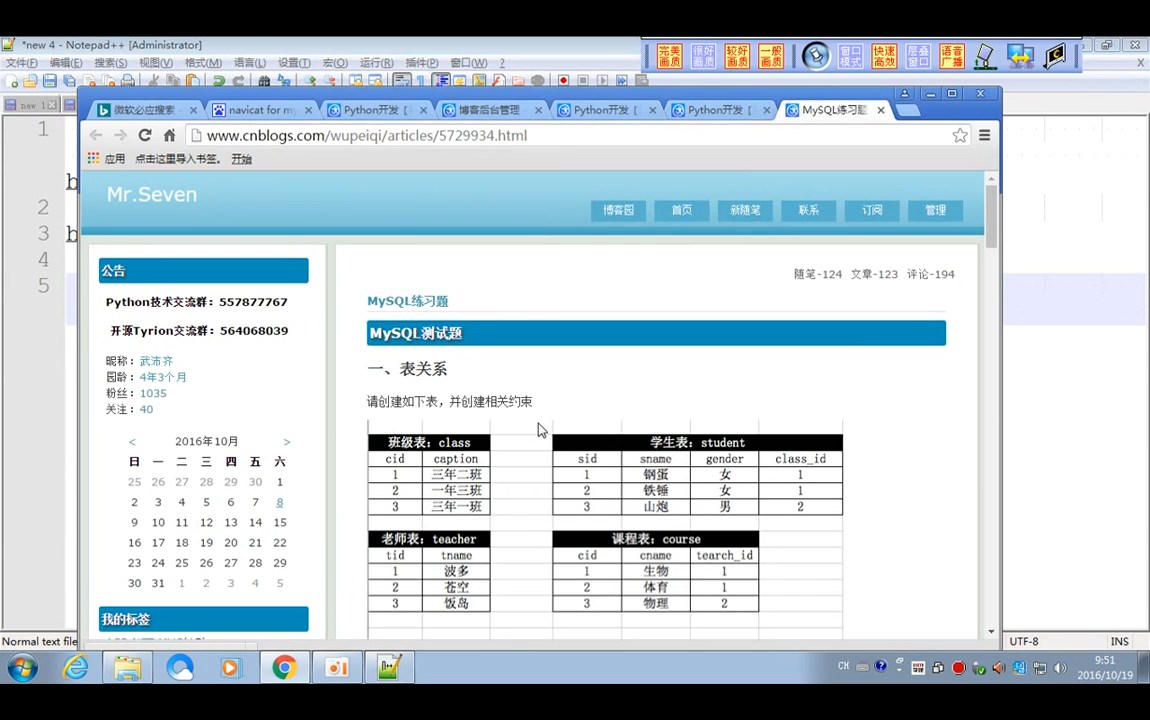 *new 4 - Notepad++ [Administrator]
文件(F) 编辑(E) 搜索(S) 视图(V) 格式(M) 语言(L) 设置(T) 宏(O) 运行(R) 插件(P) 窗口(W) ?
完美画质 很好画质 较好画质 一般画质 窗口模式 快速高效 层叠窗口 语音广播
new 1
微软必应搜索 navicat for my Python开发 [ 博客后台管理 Python开发 [ Python开发 [ MySQL练习题
www.cnblogs.com/wupeiqi/articles/5729934.html
应用 点击这里导入书签。 开始
1
2
3
4
5
b
b
Mr.Seven
博客园 首页 新随笔 联系 订阅 管理
随笔-124 文章-123 评论-194
公告
Python技术交流群：557877767
开源Tyrion交流群：564068039
昵称：武沛齐
园龄：4年3个月
粉丝：1035
关注：40
< 2016年10月 >
日 一 二 三 四 五 六
25 26 27 28 29 30 1
2 3 4 5 6 7 8
9 10 11 12 13 14 15
16 17 18 19 20 21 22
23 24 25 26 27 28 29
30 31 1 2 3 4 5
我的标签
MySQL练习题
MySQL测试题
一、表关系
请创建如下表，并创建相关约束
班级表：class
cid caption
1 三年二班
2 一年三班
3 三年一班
学生表：student
sid sname gender class_id
1 钢蛋 女 1
2 铁锤 女 1
3 山炮 男 2
老师表：teacher
tid tname
1 波多
2 苍空
3 饭岛
课程表：course
cid cname tearch_id
1 生物 1
2 体育 1
3 物理 2
Normal text file
UTF-8 INS
CH
9:51
2016/10/19